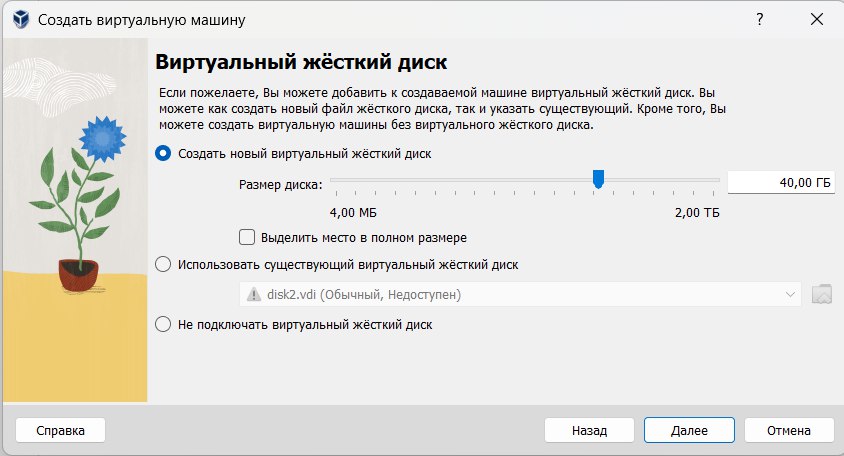 Создать виртуальную машину
?
Виртуальный жёсткий диск
Если пожелаете, Вы можете добавить к создаваемой машине виртуальный жёсткий диск. Вы
можете как создать новый файл жёсткого диска, так и указать существующий. Кроме того, Вы
можете создать виртуальную машины без виртуального жёсткого диска.
Создать новый виртуальный жёсткий диск
Размер диска:
40,00 ГБ
4,00 МБ
2,00 ТБ
Выделить место в полном размере
Использовать существующий виртуальный жёсткий диск
disk2.vdi (Обычный, Недоступен)
Не подключать виртуальный жёсткий диск
Справка
Назад
Далее
Отмена